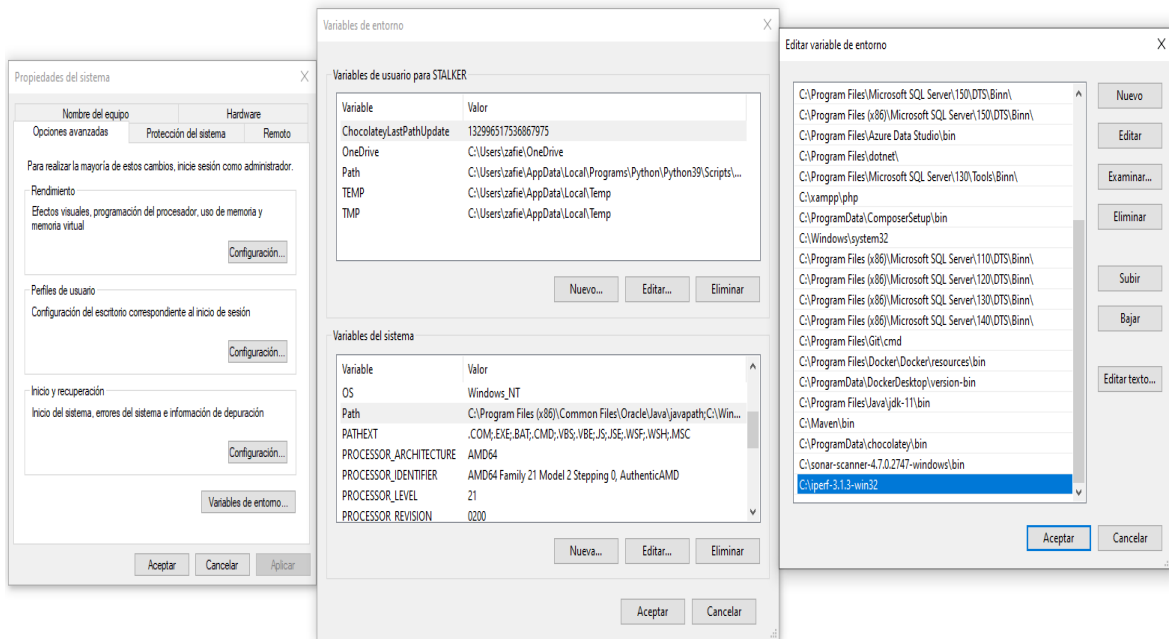 Propiedades del sistema
Nombre del equipo Hardware
Opciones avanzadas Protección del sistema Remoto
Para realizar la mayoría de estos cambios, inicie sesión como administrador.
Rendimiento
Efectos visuales, programación del procesador, uso de memoria y
memoria virtual
Configuración...
Perfiles de usuario
Configuración del escritorio correspondiente al inicio de sesión
Configuración...
Inicio y recuperación
Inicio del sistema, errores del sistema e información de depuración
Configuración...
Variables de entorno...
Aceptar Cancelar Aplicar
Variables de entorno
Variables de usuario para STALKER
Variable Valor
ChocolateyLastPathUpdate 132996517536867975
OneDrive C:\Users\zafie\OneDrive
Path C:\Users\zafie\AppData\Local\Programs\Python\Python39\Scripts\...
TEMP C:\Users\zafie\AppData\Local\Temp
TMP C:\Users\zafie\AppData\Local\Temp
Nuevo... Editar... Eliminar
Variables del sistema
Variable Valor
OS Windows_NT
Path C:\Program Files (x86)\Common Files\Oracle\Java\javapath;C:\Win...
PATHEXT .COM;.EXE;.BAT;.CMD;.VBS;.VBE;.JS;.JSE;.WSF;.WSH;.MSC
PROCESSOR_ARCHITECTURE AMD64
PROCESSOR_IDENTIFIER AMD64 Family 21 Model 2 Stepping 0, AuthenticAMD
PROCESSOR_LEVEL 21
PROCESSOR_REVISION 0200
Nueva... Editar... Eliminar
Aceptar Cancelar
Editar variable de entorno
C:\Program Files\Microsoft SQL Server\150\DTS\Binn\
C:\Program Files (x86)\Microsoft SQL Server\150\DTS\Binn\
C:\Program Files\Azure Data Studio\bin
C:\Program Files\dotnet\
C:\Program Files\Microsoft SQL Server\130\Tools\Binn\
C:\xampp\php
C:\ProgramData\ComposerSetup\bin
C:\Windows\system32
C:\Program Files (x86)\Microsoft SQL Server\110\DTS\Binn\
C:\Program Files (x86)\Microsoft SQL Server\120\DTS\Binn\
C:\Program Files (x86)\Microsoft SQL Server\130\DTS\Binn\
C:\Program Files (x86)\Microsoft SQL Server\140\DTS\Binn\
C:\Program Files\Git\cmd
C:\Program Files\Docker\Docker\resources\bin
C:\ProgramData\DockerDesktop\version-bin
C:\Program Files\Java\jdk-11\bin
C:\Maven\bin
C:\ProgramData\chocolatey\bin
C:\sonar-scanner-4.7.0.2747-windows\bin
C:\iperf-3.1.3-win32
Nuevo
Editar
Examinar...
Eliminar
Subir
Bajar
Editar texto...
Aceptar Cancelar